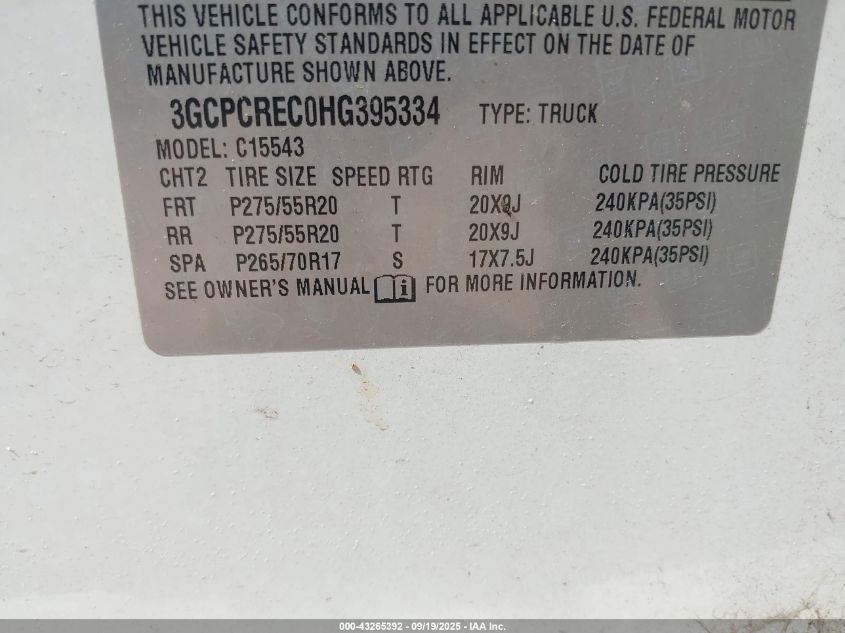 THIS VEHICLE CONFORMS TO ALL APPLICABLE U.S. FEDERAL MOTOR
VEHICLE SAFETY STANDARDS IN EFFECT ON THE DATE OF
MANUFACTURE SHOWN ABOVE.
3GCPCREC0HG395334 TYPE: TRUCK
MODEL: C15543
CHT2 TIRE SIZE SPEED RTG RIM COLD TIRE PRESSURE
FRT P275/55R20 T 20X9J 240KPA(35PSI)
RR P275/55R20 T 20X9J 240KPA(35PSI)
SPA P265/70R17 S 17X7.5J 240KPA(35PSI)
SEE OWNER'S MANUAL i FOR MORE INFORMATION.
000-43265392 - 09/19/2025 - IAA Inc.